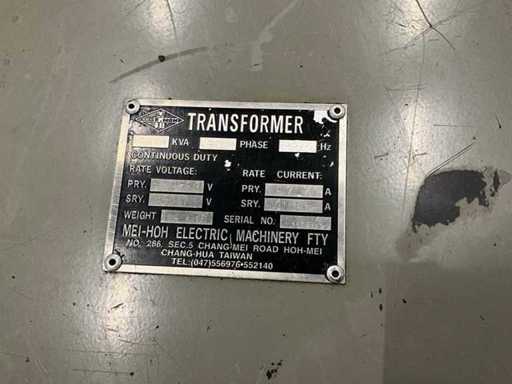 TRANSFORMER
KVA PHASE Hz
CONTINUOUS DUTY
RATE VOLTAGE: RATE CURRENT:
PRY. V PRY. A
SRY. V SRY. A
WEIGHT SERIAL NO.
MEI-HOH ELECTRIC MACHINERY FTY
NO. 286. SEC.5 CHANG-MEI ROAD HOH-MEI
CHANG-HUA TAIWAN
TEL:(047)556976•552140